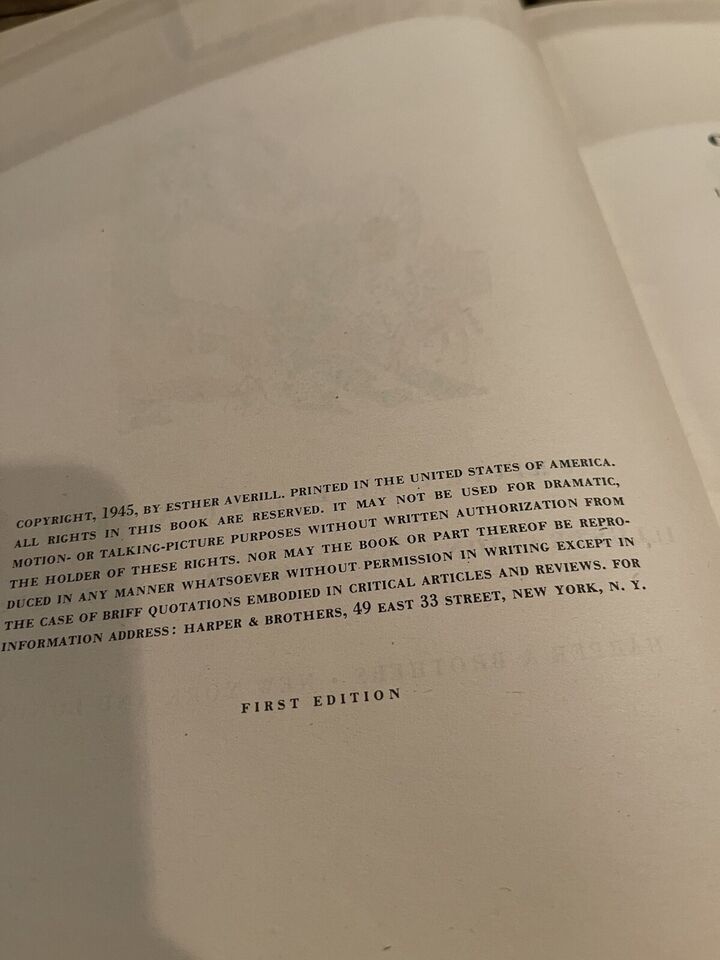 COPYRIGHT, 1945, BY ESTHER AVERILL. PRINTED IN THE UNITED STATES OF AMERICA.
ALL RIGHTS IN THIS BOOK ARE RESERVED. IT MAY NOT BE USED FOR DRAMATIC,
MOTION- OR TALKING-PICTURE PURPOSES WITHOUT WRITTEN AUTHORIZATION FROM
THE HOLDER OF THESE RIGHTS. NOR MAY THE BOOK OR PART THEREOF BE REPRO-
DUCED IN ANY MANNER WHATSOEVER WITHOUT PERMISSION IN WRITING EXCEPT IN
THE CASE OF BRIFF QUOTATIONS EMBODIED IN CRITICAL ARTICLES AND REVIEWS. FOR
INFORMATION ADDRESS: HARPER & BROTHERS, 49 EAST 33 STREET, NEW YORK, N. Y.
FIRST EDITION